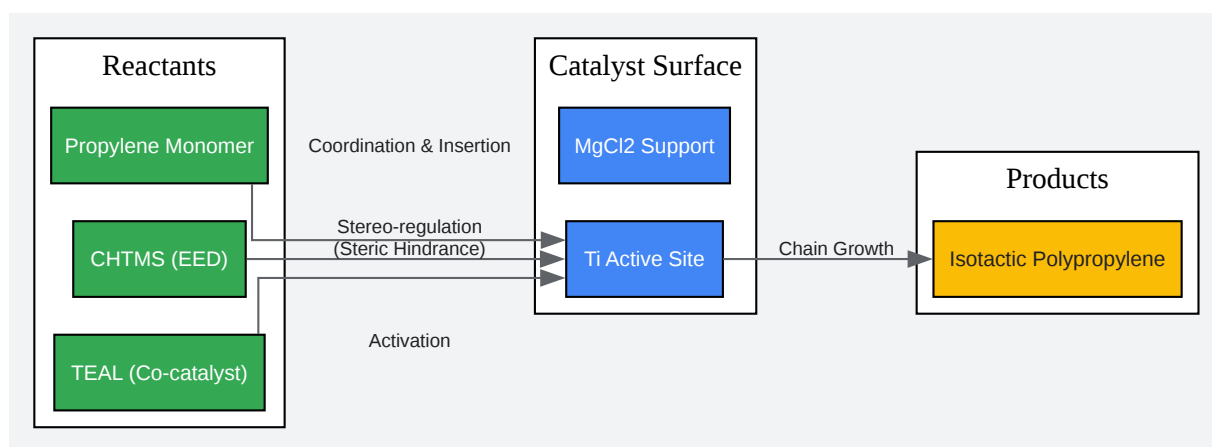 Reactants
Propylene Monomer
CHTMS (EED)
TEAL (Co-catalyst)
Coordination & Insertion
Stereo-regulation
(Steric Hindrance)
Activation
Catalyst Surface
MgCl2 Support
Ti Active Site
Chain Growth
Products
Isotactic Polypropylene